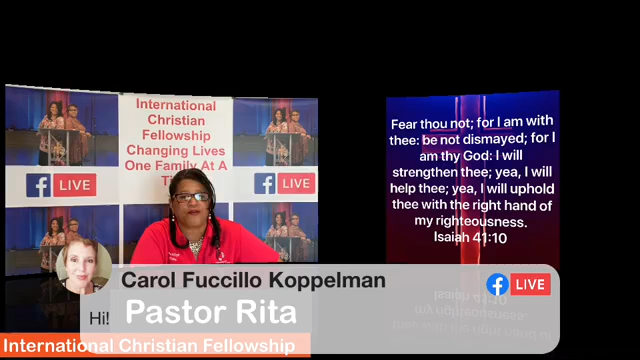 International
Christian
Fellowship
Changing Lives
One Family At A
LIVE
LIVE
Fear thou not; for I am with
thee: be not dismayed; for I
am thy God: I will
strengthen thee; yea, I will
help thee; yea, I will uphold
thee with the right hand of
my righteousness.
Isaiah 41:10
Carol Fuccillo Koppelman
LIVE
Hi! Pastor Rita
International Christian Fellowship